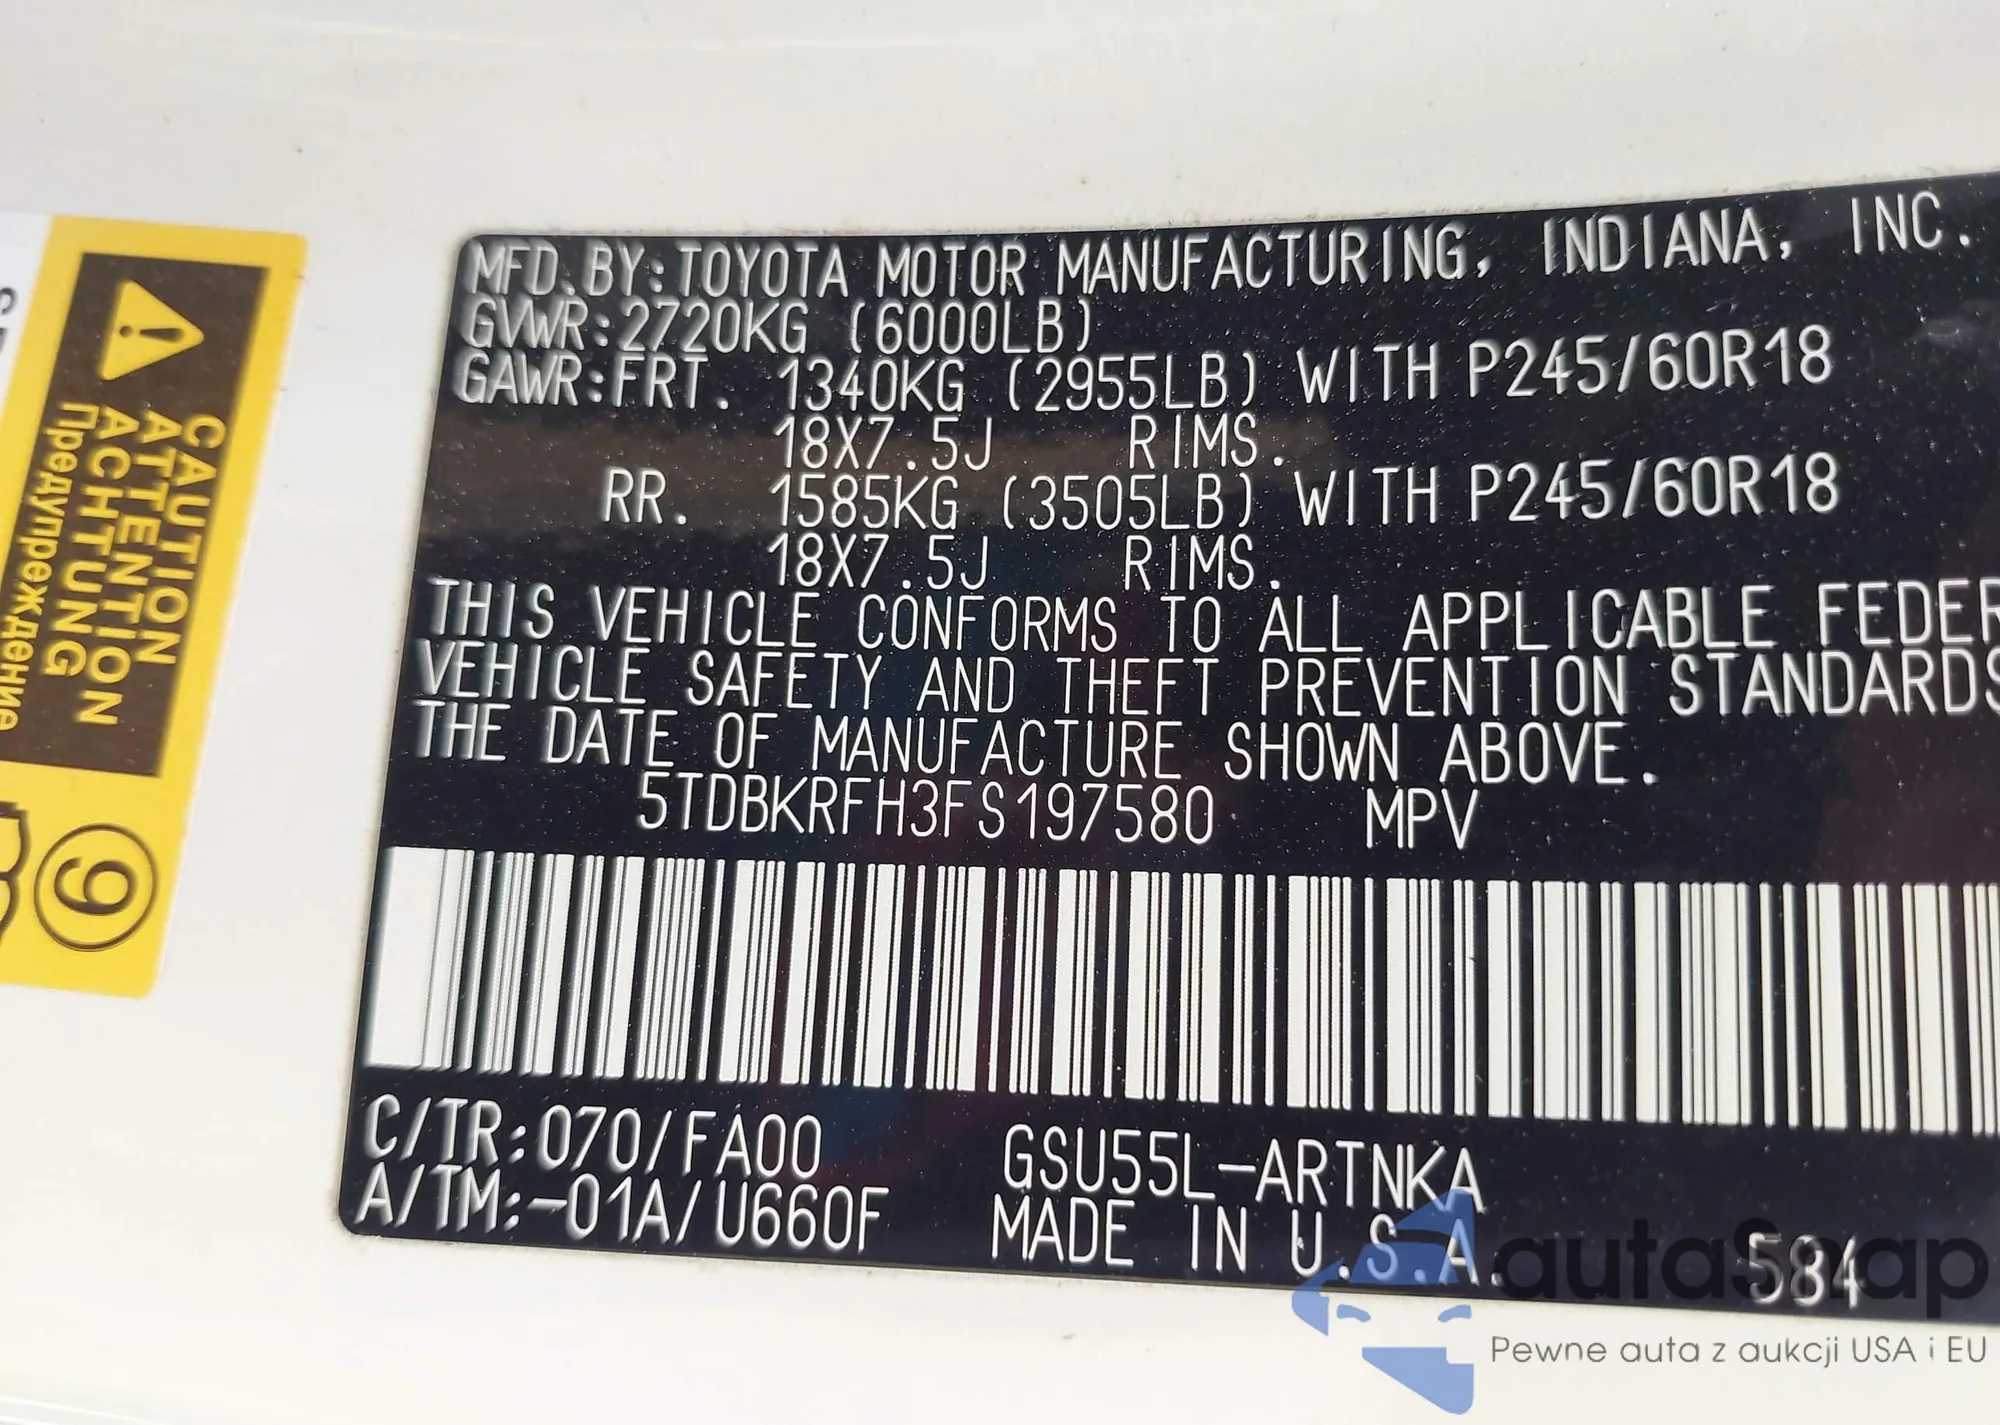 MFD.BY:TOYOTA MOTOR MANUFACTURING, INDIANA, INC.
GVWR:2720KG (6000LB)
GAWR:FRT. 1340KG (2955LB) WITH P245/60R18
18X7.5J RIMS.
RR. 1585KG (3505LB) WITH P245/60R18
18X7.5J RIMS.
THIS VEHICLE CONFORMS TO ALL APPLICABLE FEDER
VEHICLE SAFETY AND THEFT PREVENTION STANDARDS
THE DATE OF MANUFACTURE SHOWN ABOVE.
5TDBKRFH3FS197580 MPV
C/TR:070/FA00 GSU55L-ARTNKA
A/TM:-01A/U660F MADE IN U.S.A. 584
CAUTION
ATTENTION
ACHTUNG
Предупреждение
9
autaSnap
Pewne auta z aukcji USA i EU